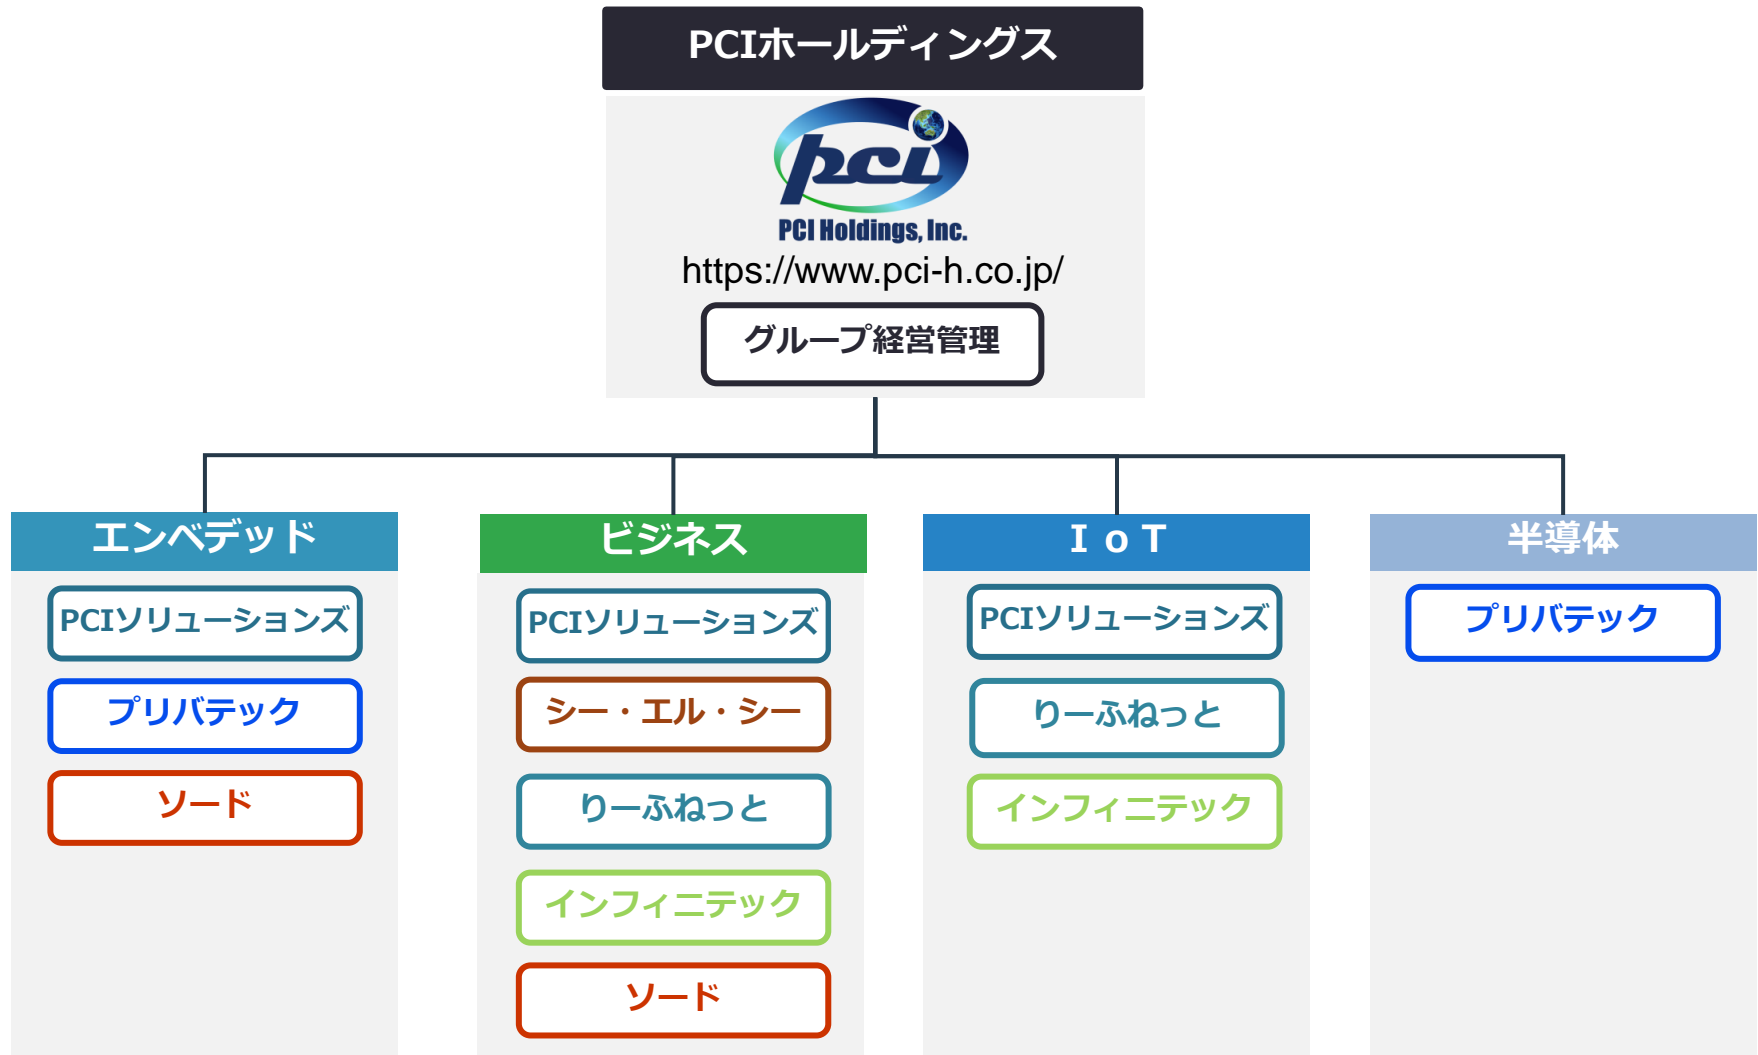 PCIホールディングス
pci
PCI Holdings, Inc.
https://www.pci-h.co.jp/
グループ経営管理
エンベデッド
PCIソリューションズ
プリバテック
ソード
ビジネス
PCIソリューションズ
シー・エル・シー
りーふねっと
インフィニテック
ソード
ＩｏＴ
PCIソリューションズ
りーふねっと
インフィニテック
半導体
プリバテック